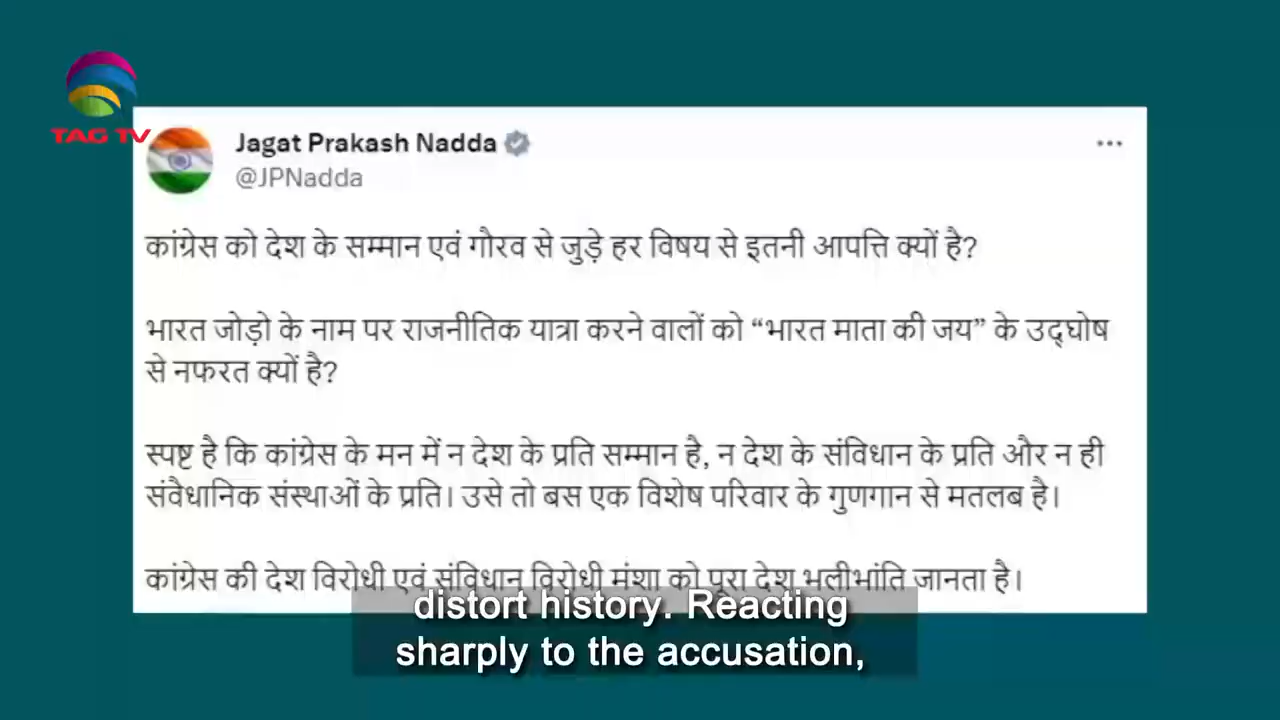 TAG TV
Jagat Prakash Nadda
@JPNadda
कांग्रेस को देश के सम्मान एवं गौरव से जुड़े हर विषय से इतनी आपत्ति क्यों है?
भारत जोड़ो के नाम पर राजनीतिक यात्रा करने वालों को “भारत माता की जय” के उद्घोष
से नफरत क्यों है?
स्पष्ट है कि कांग्रेस के मन में न देश के प्रति सम्मान है, न देश के संविधान के प्रति और न ही
संवैधानिक संस्थाओं के प्रति। उसे तो बस एक विशेष परिवार के गुणगान से मतलब है।
कांग्रेस की देश विरोधी एवं संविधान विरोधी मंशा को पूरा देश भलीभांति जानता है।
distort history. Reacting
sharply to the accusation,